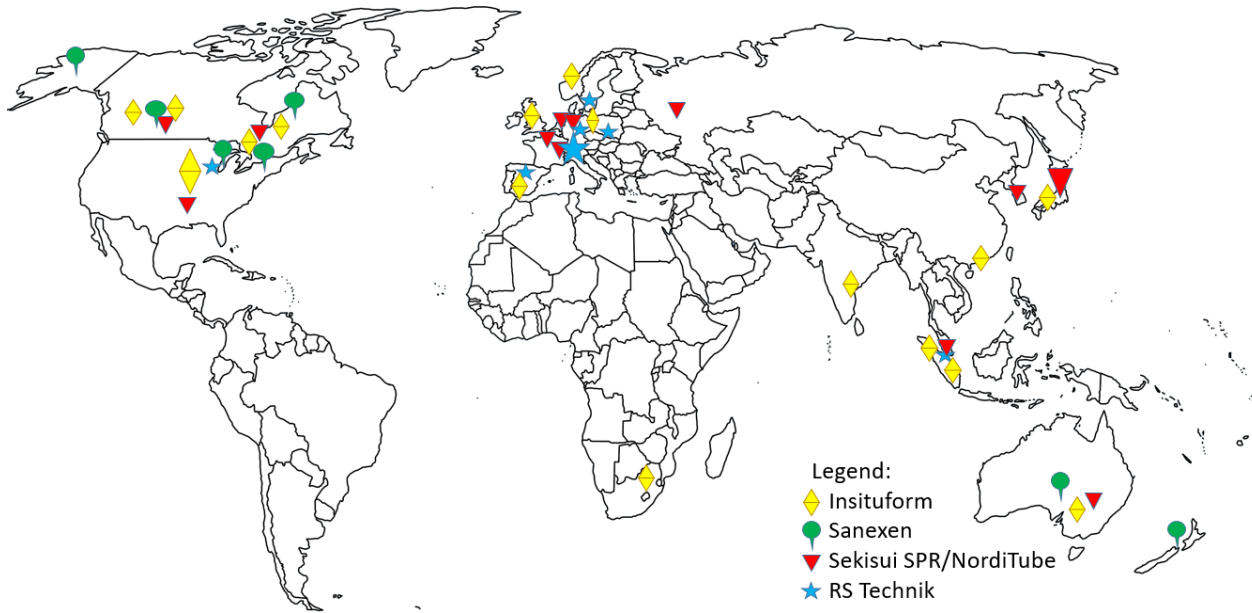 Legend:
Insituform
Sanexen
Sekisui SPR/NordiTube
RS Technik